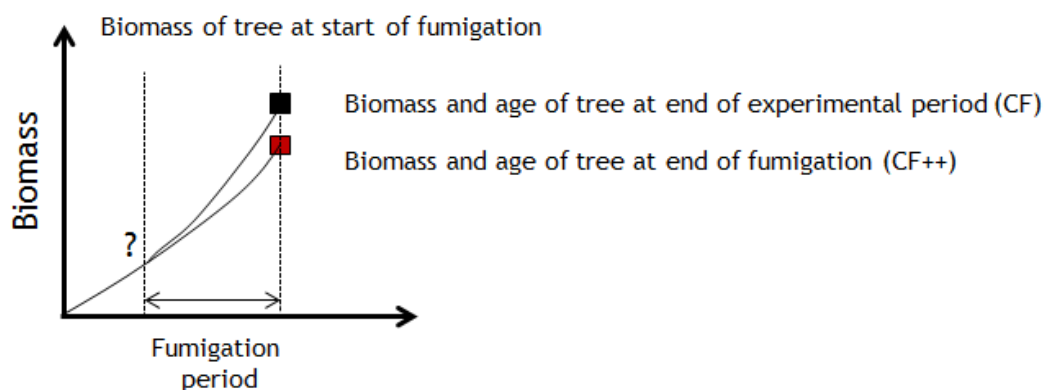 Biomass of tree at start of fumigation
Biomass and age of tree at end of experimental period (CF)
Biomass and age of tree at end of fumigation (CF++)
Biomass
?
Fumigation
period